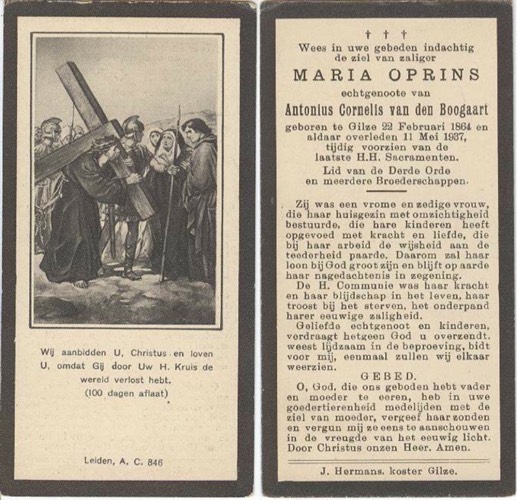 Wij aanbidden U, Christus en loven
U, omdat Gij door Uw H. Kruis de
wereld verlost hebt.
(100 dagen aflaat)
Leiden, A. C. 846
† † †
Wees in uwe gebeden indachtig
de ziel van zaliger
MARIA OPRINS
echtgenoote van
Antonius Cornelis van den Boogaart
geboren te Gilze 22 Februari 1864 en
aldaar overleden 11 Mei 1937,
tijdig voorzien van de
laatste H.H. Sacramenten.
Lid van de Derde Orde
en meerdere Broederschappen.
Zij was een vrome en zedige vrouw,
die haar huisgezin met omzichtigheid
bestuurde, die hare kinderen heeft
opgevoed met kracht en liefde, die
bij haar arbeid de wijsheid aan de
teederheid paarde. Daarom zal haar
loon bij God groot zijn en blijft op aarde
haar nagedachtenis in zegening.
De H. Communie was haar kracht
en haar blijdschap in het leven, haar
troost bij het sterven, het onderpand
harer eeuwige zaligheid.
Geliefde echtgenoot en kinderen,
verdraagt hetgeen God u overzendt.
weest lijdzaam in de beproeving, bidt
voor mij, eenmaal zullen wij elkaar
weerzien.
GEBED.
O, God, die ons geboden hebt vader
en moeder te eeren, heb in uwe
goedertierenheid medelijden met de
ziel van moeder, vergeef haar zonden
en vergun mij ze eens te aanschouwen
in de vreugde van het eeuwig licht.
Door Christus onzen Heer. Amen.
J. Hermans. koster Gilze.